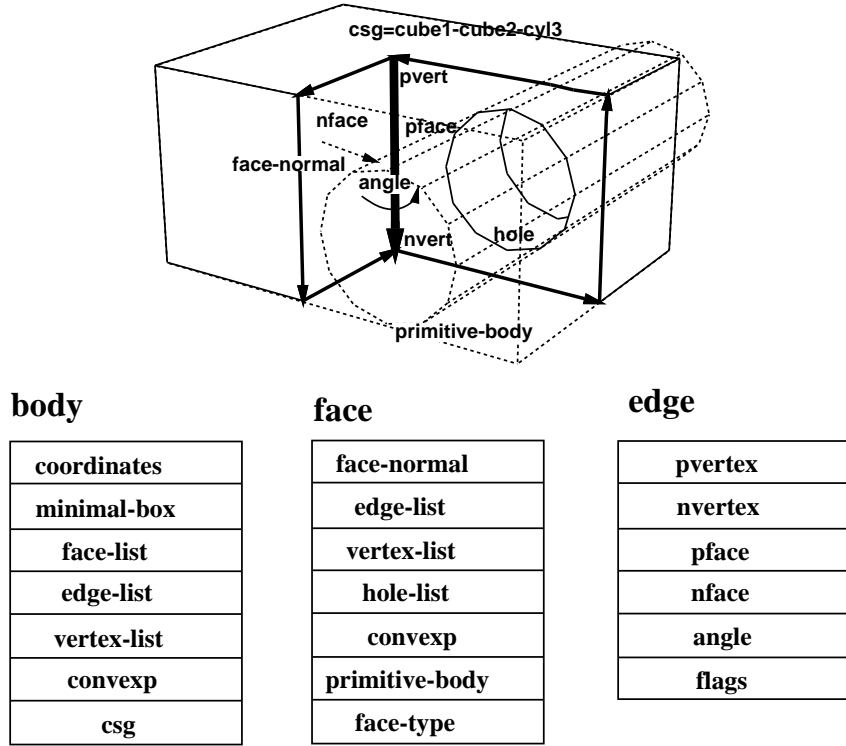 csg=cube1-cube2-cyl3
pvert
nface
pface
face-normal
angle
nvert
hole
primitive-body
body
coordinates
minimal-box
face-list
edge-list
vertex-list
convexp
csg
face
face-normal
edge-list
vertex-list
hole-list
convexp
primitive-body
face-type
edge
pvertex
nvertex
pface
nface
angle
flags